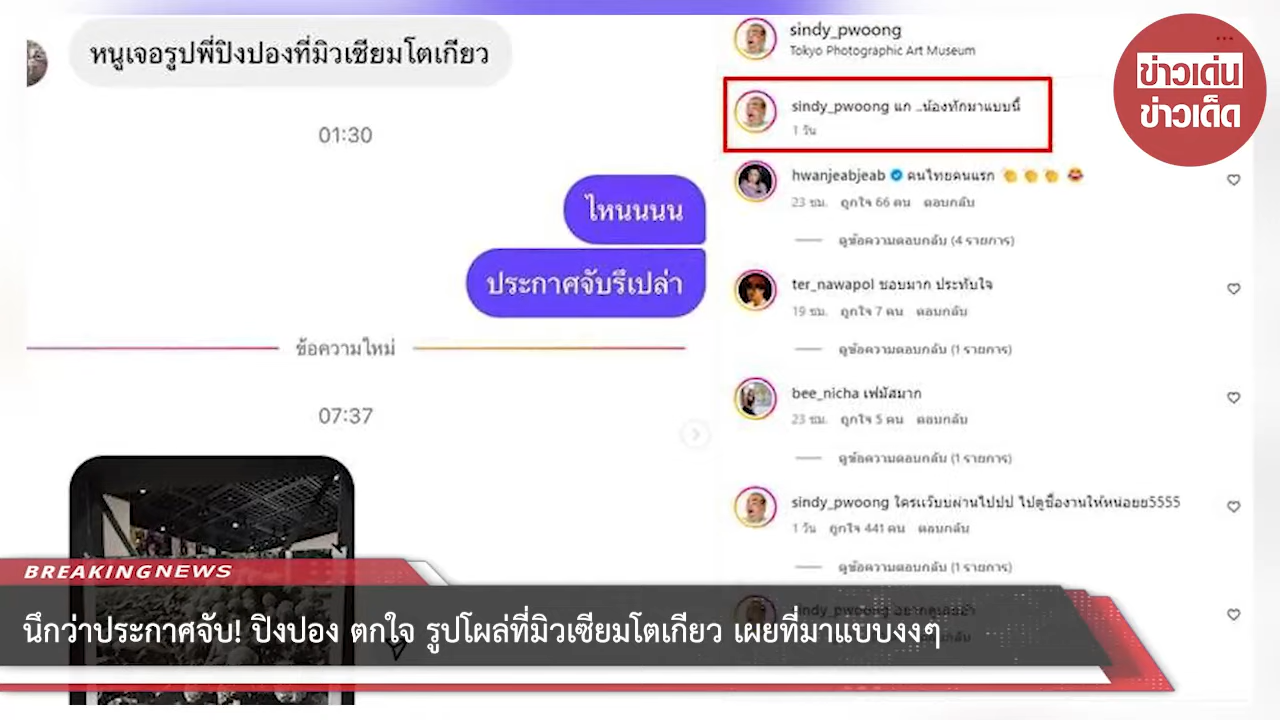 หนูเจอรูปพี่ปิงปองที่มิวเซียมโตเกียว
01:30
ไหนนนน
ประกาศจับรึเปล่า
ข้อความใหม่
07:37
sindy_pwoong
Tokyo Photographic Art Museum
sindy_pwoong แก ..น้องทักมาแบบนี้
1 วัน
hwanjeabjeab คนไทยคนแรก 👏 👏 👏 😂
23 ชม. ถูกใจ 66 คน ตอบกลับ
ดูข้อความตอบกลับ (4 รายการ)
ter_nawapol ชอบมาก ประทับใจ
19 ชม. ถูกใจ 7 คน ตอบกลับ
ดูข้อความตอบกลับ (1 รายการ)
bee_nicha เฟมัสมาก
23 ชม. ถูกใจ 5 คน ตอบกลับ
ดูข้อความตอบกลับ (1 รายการ)
sindy_pwoong ใครแว๊บบผ่านไปปป ไปดูชื่องานให้หน่อยย5555
1 วัน ถูกใจ 441 คน ตอบกลับ
ดูข้อความตอบกลับ (1 รายการ)
sindy_pwoong
ข่าวเด่น
ข่าวเด็ด
BREAKINGNEWS
นึกว่าประกาศจับ! ปิงปอง ตกใจ รูปโผล่ที่มิวเซียมโตเกียว เผยที่มาแบบงงๆ